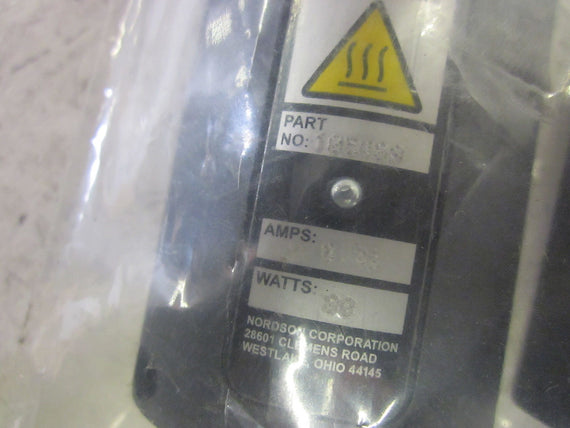 PART
NO:
AMPS:
WATTS:
NORDSON CORPORATION
28601 CLEMENS ROAD
WESTLAKE, OHIO 44145